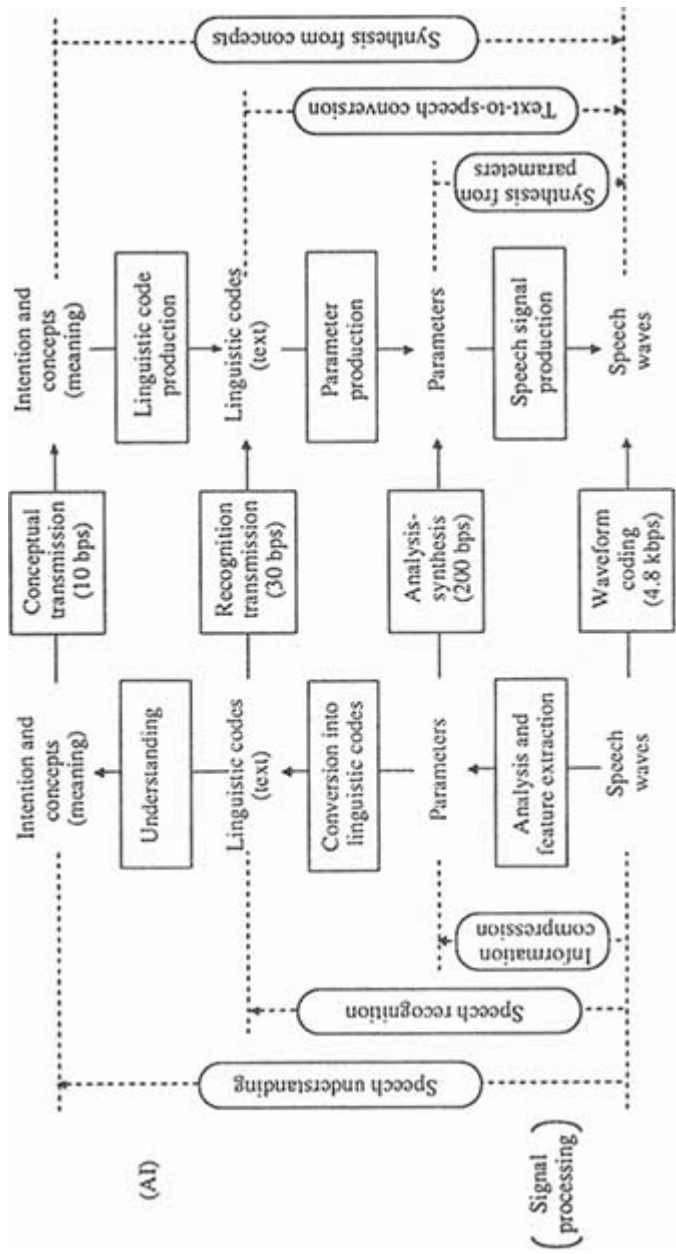 (AI)
(Signal
processing)
Speech understanding
Speech recognition
Information
compression
Intention and
concepts
(meaning)
Understanding
Linguistic codes
(text)
Conversion into
linguistic codes
Parameters
Analysis and
feature extraction
Speech
waves
Conceptual
transmission
(10 bps)
Recognition
transmission
(30 bps)
Analysis-
synthesis
(200 bps)
Waveform
coding
(4.8 kbps)
Intention and
concepts
(meaning)
Linguistic code
production
Linguistic codes
(text)
Parameter
production
Parameters
Speech signal
production
Speech
waves
Synthesis from
parameters
Text-to-speech conversion
Synthesis from concepts